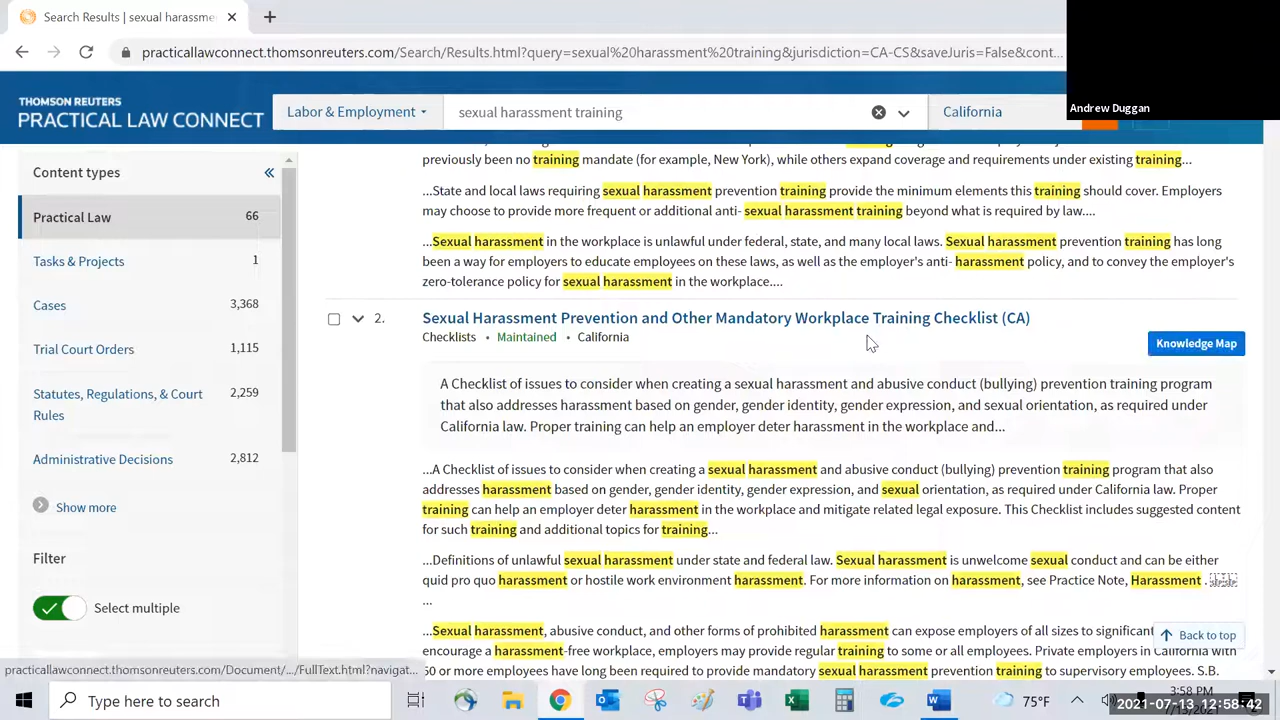 Search Results | sexual harassme
practicallawconnect.thomsonreuters.com/Search/Results.html?query=sexual%20harassment%20training&jurisdiction=CA-CS&saveJuris=False&cont...
Andrew Duggan
THOMSON REUTERS
PRACTICAL LAW CONNECT
Labor & Employment
sexual harassment training
California
Content types
Practical Law 66
Tasks & Projects 1
Cases 3,368
Trial Court Orders 1,115
Statutes, Regulations, & Court 2,259
Rules
Administrative Decisions 2,812
Show more
Filter
Select multiple
previously been no training mandate (for example, New York), while others expand coverage and requirements under existing training...
...State and local laws requiring sexual harassment prevention training provide the minimum elements this training should cover. Employers
may choose to provide more frequent or additional anti- sexual harassment training beyond what is required by law....
...Sexual harassment in the workplace is unlawful under federal, state, and many local laws. Sexual harassment prevention training has long
been a way for employers to educate employees on these laws, as well as the employer's anti- harassment policy, and to convey the employer's
zero-tolerance policy for sexual harassment in the workplace....
2. Sexual Harassment Prevention and Other Mandatory Workplace Training Checklist (CA)
Checklists • Maintained • California
Knowledge Map
A Checklist of issues to consider when creating a sexual harassment and abusive conduct (bullying) prevention training program
that also addresses harassment based on gender, gender identity, gender expression, and sexual orientation, as required under
California law. Proper training can help an employer deter harassment in the workplace and...
...A Checklist of issues to consider when creating a sexual harassment and abusive conduct (bullying) prevention training program that also
addresses harassment based on gender, gender identity, gender expression, and sexual orientation, as required under California law. Proper
training can help an employer deter harassment in the workplace and mitigate related legal exposure. This Checklist includes suggested content
for such training and additional topics for training...
...Definitions of unlawful sexual harassment under state and federal law. Sexual harassment is unwelcome sexual conduct and can be either
quid pro quo harassment or hostile work environment harassment. For more information on harassment, see Practice Note, Harassment .
...
...Sexual harassment, abusive conduct, and other forms of prohibited harassment can expose employers of all sizes to significant
encourage a harassment-free workplace, employers may provide regular training to some or all employees. Private employers in California with
50 or more employees have long been required to provide mandatory sexual harassment prevention training to supervisory employees. S.B.
Back to top
practicallawconnect.thomsonreuters.com/Document/.../FullText.html?navigat...
Type here to search
75°F
3:58 PM
2021-07-13 12:58:42